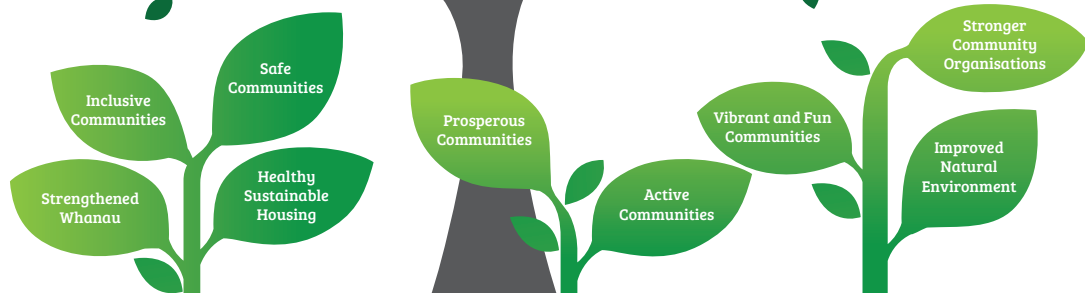 Inclusive
Communities
Safe
Communities
Strengthened
Whanau
Healthy
Sustainable
Housing
Prosperous
Communities
Active
Communities
Vibrant and Fun
Communities
Stronger
Community
Organisations
Improved
Natural
Environment